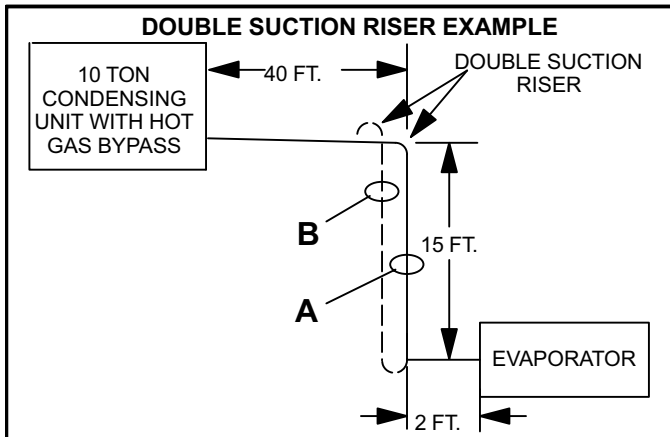 DOUBLE SUCTION RISER EXAMPLE
10 TON
CONDENSING
UNIT WITH HOT
GAS BYPASS
40 FT.
DOUBLE SUCTION
RISER
B
15 FT.
A
EVAPORATOR
2 FT.